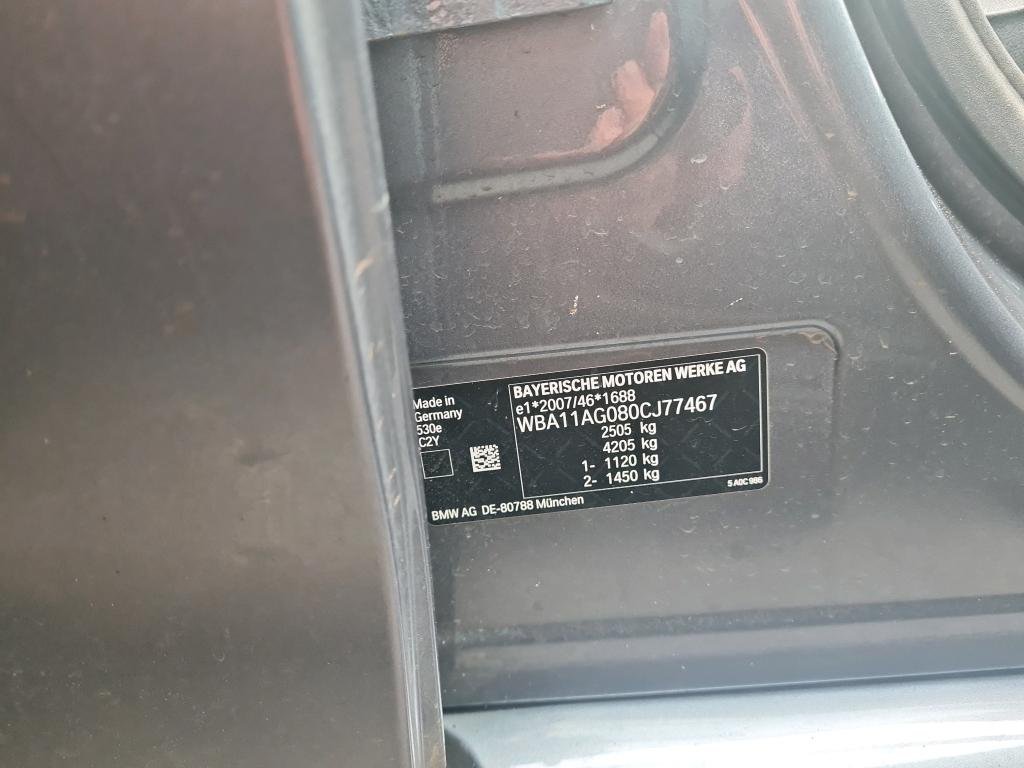 Made in
Germany
530e
C2Y
BAYERISCHE MOTOREN WERKE AG
e1*2007/46*1688
WBA11AG080CJ77467
2505 kg
4205 kg
1- 1120 kg
2- 1450 kg
5 A0C 986
BMW AG DE-80788 München